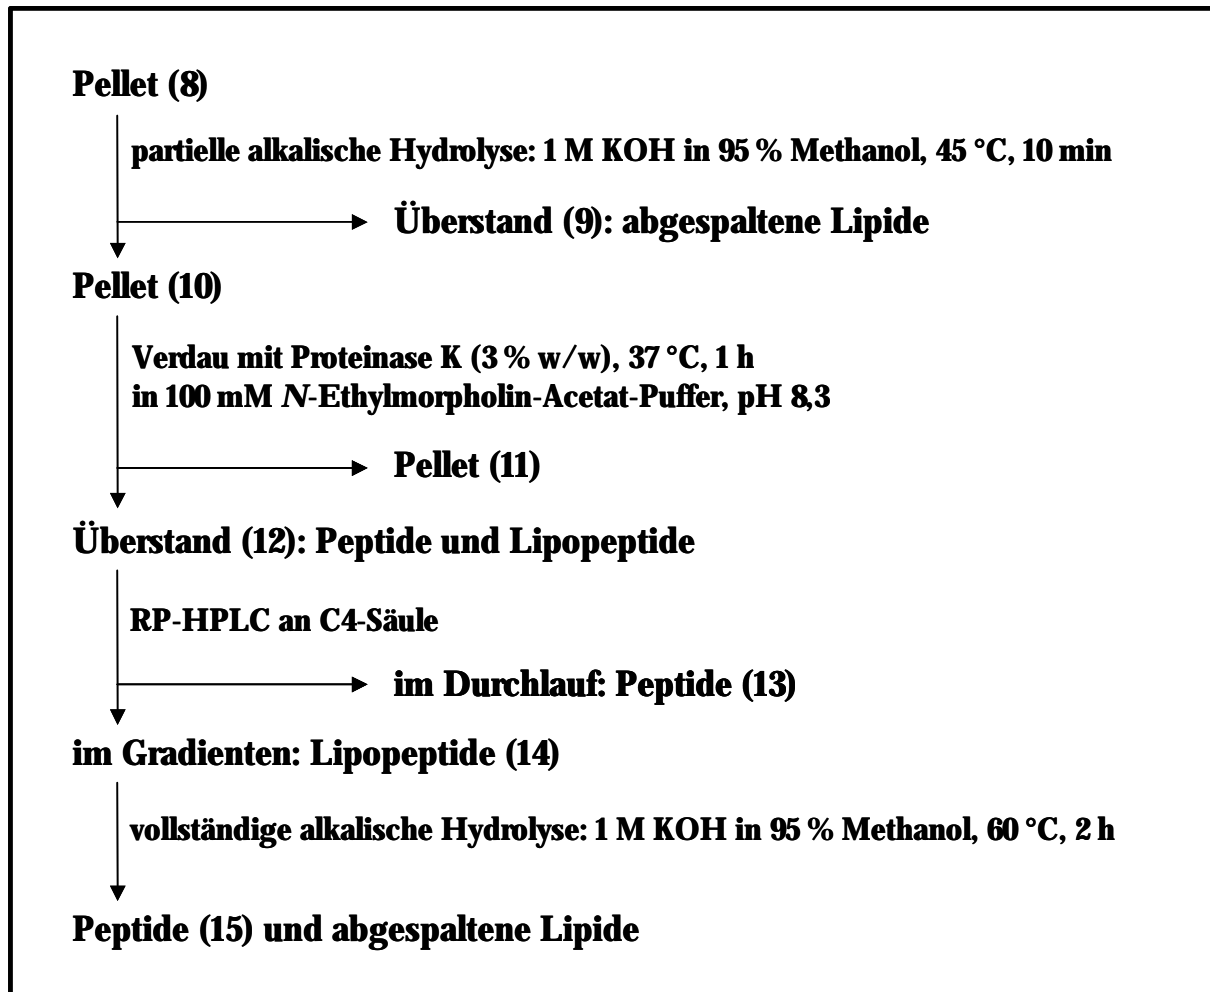 Pellet (8)
partielle alkalische Hydrolyse: 1 M KOH in 95 % Methanol, 45 °C, 10 min
Überstand (9): abgespaltene Lipide
Pellet (10)
Verdau mit Proteinase K (3 % w/w), 37 °C, 1 h
in 100 mM N-Ethylmorpholin-Acetat-Puffer, pH 8,3
Pellet (11)
Überstand (12): Peptide und Lipopeptide
RP-HPLC an C4-Säule
im Durchlauf: Peptide (13)
im Gradienten: Lipopeptide (14)
vollständige alkalische Hydrolyse: 1 M KOH in 95 % Methanol, 60 °C, 2 h
Peptide (15) und abgespaltene Lipide